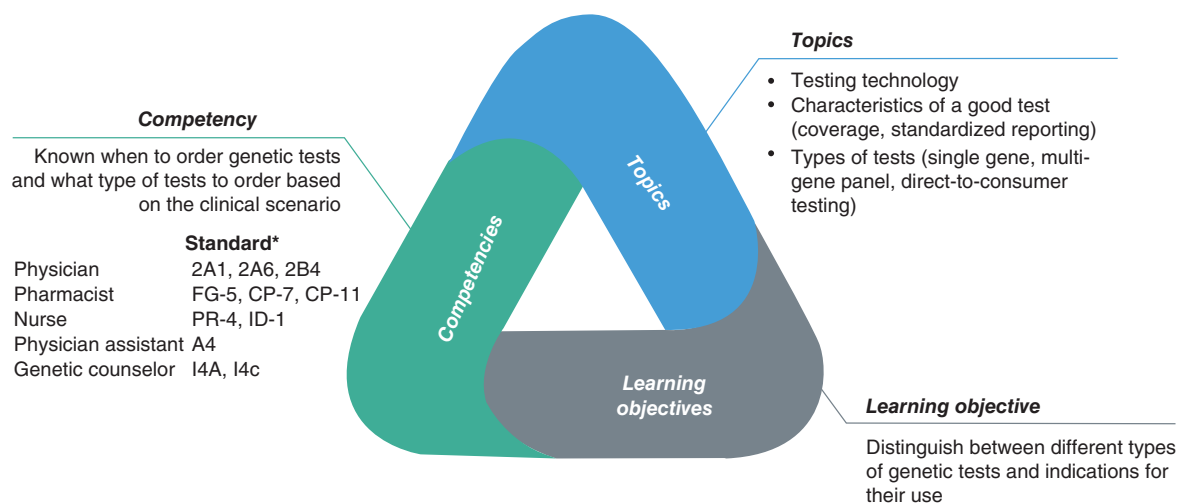 Topics
• Testing technology
• Characteristics of a good test
(coverage, standardized reporting)
• Types of tests (single gene, multi-
gene panel, direct-to-consumer
testing)
Competency
Known when to order genetic tests
and what type of tests to order based
on the clinical scenario
Standard*
Physician 2A1, 2A6, 2B4
Pharmacist FG-5, CP-7, CP-11
Nurse PR-4, ID-1
Physician assistant A4
Genetic counselor I4A, I4c
Topics
Competencies
Learning
objectives
Learning objective
Distinguish between different types
of genetic tests and indications for
their use